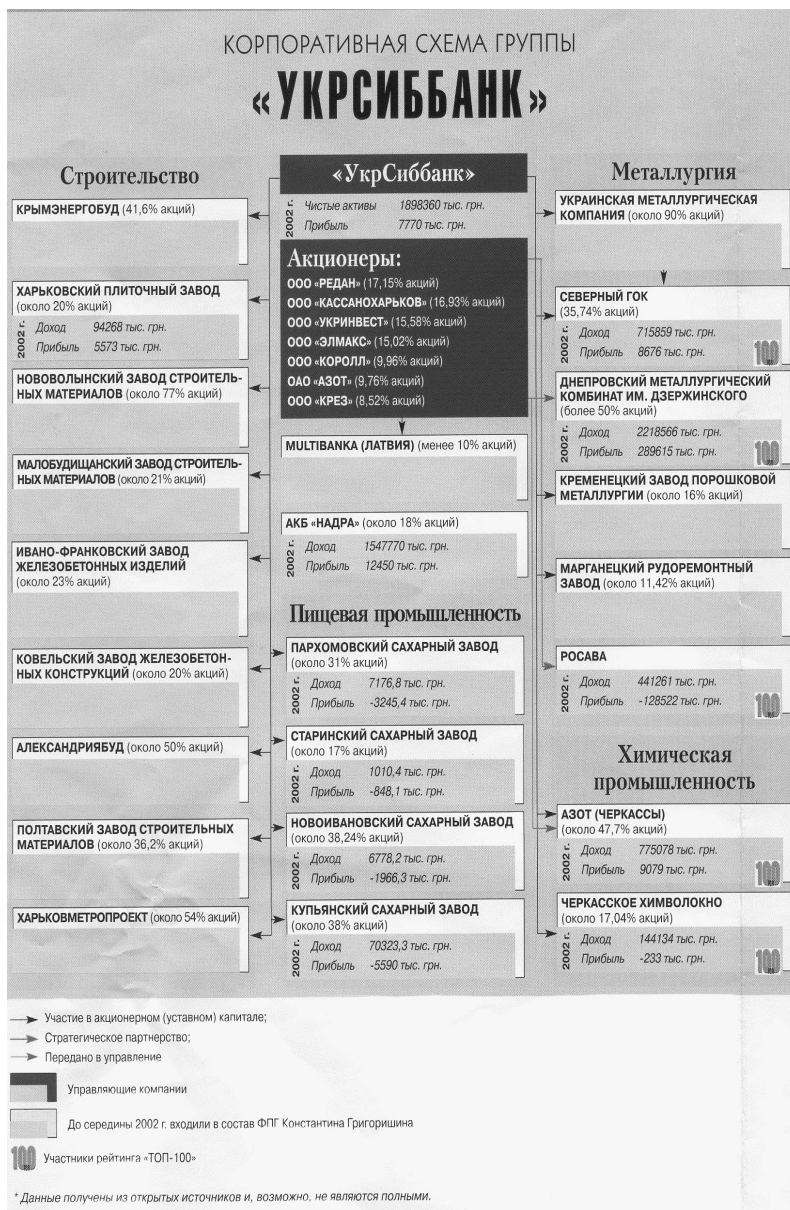 КОРПОРАТИВНАЯ СХЕМА ГРУППЫ
«УКРСИББАНК»
Строительство
КРЫМЭНЕРГОБУД (41,6% акций)
ХАРЬКОВСКИЙ ПЛИТОЧНЫЙ ЗАВОД
(около 20% акций)
2002 г.
Доход 94268 тыс. грн.
Прибыль 5573 тыс. грн.
НОВОВОЛЫНСКИЙ ЗАВОД СТРОИТЕЛЬ-
НЫХ МАТЕРИАЛОВ (около 77% акций)
МАЛОБУДИЩАНСКИЙ ЗАВОД СТРОИТЕЛЬ-
НЫХ МАТЕРИАЛОВ (около 21% акций)
ИВАНО-ФРАНКОВСКИЙ ЗАВОД
ЖЕЛЕЗОБЕТОННЫХ ИЗДЕЛИЙ
(около 23% акций)
КОВЕЛЬСКИЙ ЗАВОД ЖЕЛЕЗОБЕТОН-
НЫХ КОНСТРУКЦИЙ (около 20% акций)
АЛЕКСАНДРИЯБУД (около 50% акций)
ПОЛТАВСКИЙ ЗАВОД СТРОИТЕЛЬНЫХ
МАТЕРИАЛОВ (около 36,2% акций)
ХАРЬКОВМЕТРОПРОЕКТ (около 54% акций)
«УкрСиббанк»
2002 г.
Чистые активы 1898360 тыс. грн.
Прибыль 7770 тыс. грн.
Акционеры:
ООО «РЕДАН» (17,15% акций)
ООО «КАССАНОХАРЬКОВ» (16,93% акций)
ООО «УКРИНВЕСТ» (15,58% акций)
ООО «ЭЛМАКС» (15,02% акций)
ООО «КОРОЛЛ» (9,96% акций)
ОАО «АЗОТ» (9,76% акций)
ООО «КРЕЗ» (8,52% акций)
MULTIBANKA (ЛАТВИЯ) (менее 10% акций)
АКБ «НАДРА» (около 18% акций)
2002 г.
Доход 1547770 тыс. грн.
Прибыль 12450 тыс. грн.
Пищевая промышленность
ПАРХОМОВСКИЙ САХАРНЫЙ ЗАВОД
(около 31% акций)
2002 г.
Доход 7176,8 тыс. грн.
Прибыль -3245,4 тыс. грн.
СТАРИНСКИЙ САХАРНЫЙ ЗАВОД
(около 17% акций)
2002 г.
Доход 1010,4 тыс. грн.
Прибыль -848,1 тыс. грн.
НОВОИВАНОВСКИЙ САХАРНЫЙ ЗАВОД
(около 38,24% акций)
2002 г.
Доход 6778,2 тыс. грн.
Прибыль -1966,3 тыс. грн.
КУПЬЯНСКИЙ САХАРНЫЙ ЗАВОД
(около 38% акций)
2002 г.
Доход 70323,3 тыс. грн.
Прибыль -5590 тыс. грн.
Металлургия
УКРАИНСКАЯ МЕТАЛЛУРГИЧЕСКАЯ
КОМПАНИЯ (около 90% акций)
СЕВЕРНЫЙ ГОК
(35,74% акций)
2002 г.
Доход 715859 тыс. грн.
Прибыль 8676 тыс. грн.
100
ДНЕПРОВСКИЙ МЕТАЛЛУРГИЧЕСКИЙ
КОМБИНАТ ИМ. ДЗЕРЖИНСКОГО
(более 50% акций)
2002 г.
Доход 2218566 тыс. грн.
Прибыль 289615 тыс. грн.
100
КРЕМЕНЕЦКИЙ ЗАВОД ПОРОШКОВОЙ
МЕТАЛЛУРГИИ (около 16% акций)
МАРГАНЕЦКИЙ РУДОРЕМОНТНЫЙ
ЗАВОД (около 11,42% акций)
РОСАВА
2002 г.
Доход 441261 тыс. грн.
Прибыль -128522 тыс. грн.
100
Химическая
промышленность
АЗОТ (ЧЕРКАССЫ)
(около 47,7% акций)
2002 г.
Доход 775078 тыс. грн.
Прибыль 9079 тыс. грн.
100
ЧЕРКАССКОЕ ХИМВОЛОКНО
(около 17,04% акций)
2002 г.
Доход 144134 тыс. грн.
Прибыль -233 тыс. грн.
100
Участие в акционерном (уставном) капитале;
Стратегическое партнерство;
Передано в управление
Управляющие компании
До середины 2002 г. входили в состав ФПГ Константина Григоришина
100 Участники рейтинга «ТОП-100»
* Данные получены из открытых источников и, возможно, не являются полными.